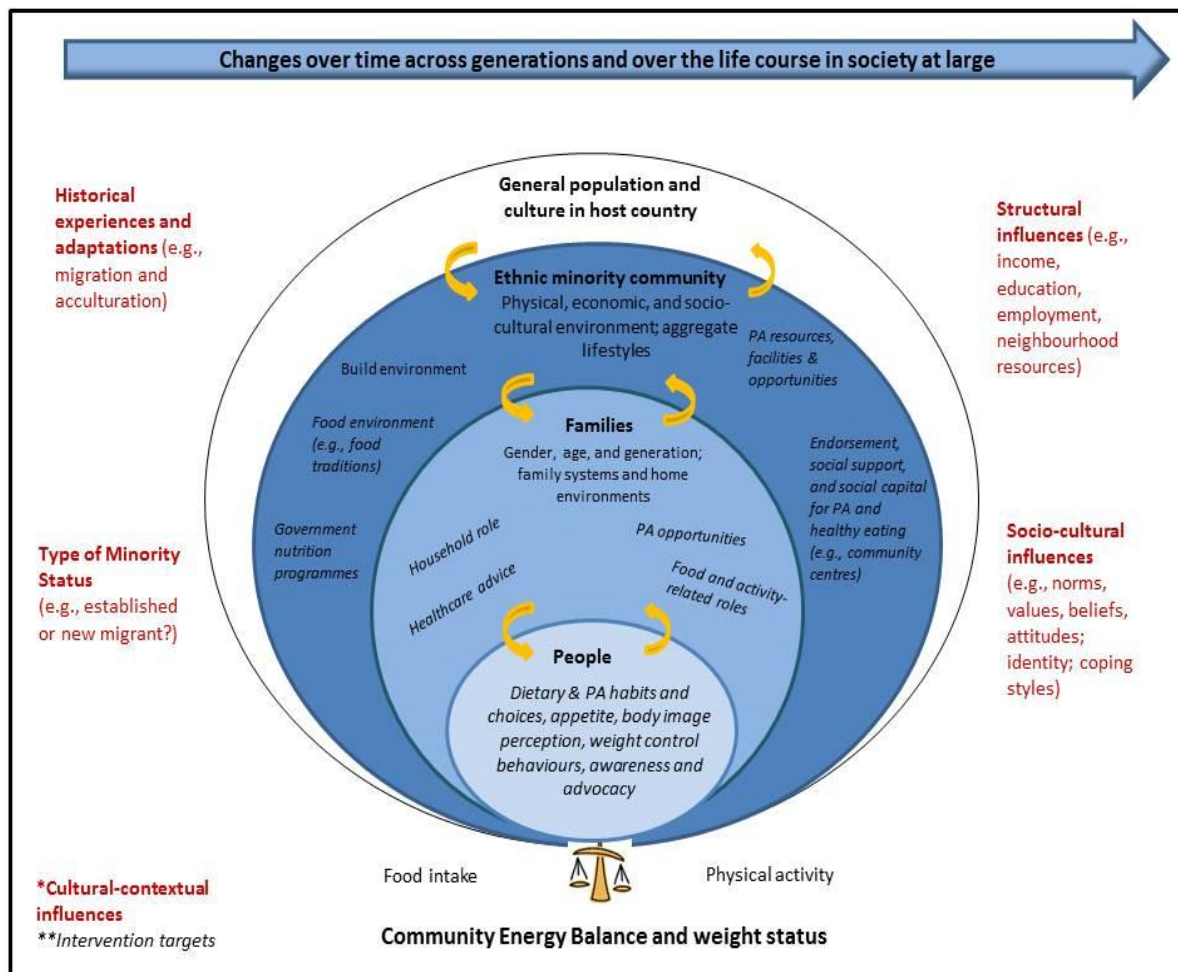 Changes over time across generations and over the life course in society at large
Historical
experiences and
adaptations (e.g.,
migration and
acculturation)
General population and
culture in host country
Structural
influences (e.g.,
income,
education,
employment,
neighbourhood
resources)
Ethnic minority community
Physical, economic, and socio-
cultural environment; aggregate
lifestyles
PA resources,
facilities &
opportunities
Build environment
Food environment
(e.g., food
traditions)
Government
nutrition
programmes
Endorsement,
social support,
and social capital
for PA and
healthy eating
(e.g., community
centres)
Families
Gender, age, and generation;
family systems and home
environments
Household role
Healthcare advice
PA opportunities
Food and activity-
related roles
Type of Minority
Status
(e.g., established
or new migrant?)
Socio-cultural
influences
(e.g., norms,
values, beliefs,
attitudes;
identity; coping
styles)
People
Dietary & PA habits and
choices, appetite, body image
perception, weight control
behaviours, awareness and
advocacy
Food intake
Physical activity
*Cultural-contextual
influences
**Intervention targets
Community Energy Balance and weight status